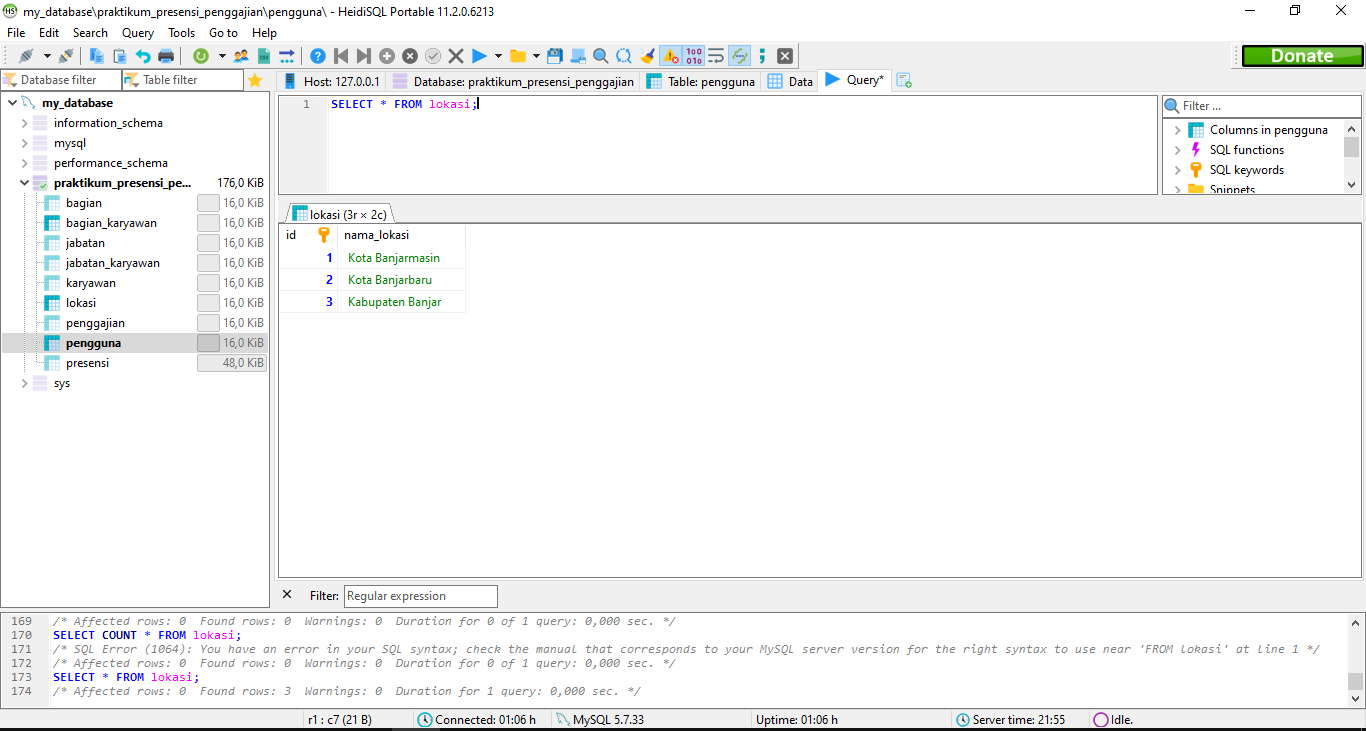 HS my_database\praktikum_presensi_penggajian\pengguna\ - HeidiSQL Portable 11.2.0.6213
File Edit Search Query Tools Go to Help
Donate
Database filter Table filter
Host: 127.0.0.1 Database: praktikum_presensi_penggajian Table: pengguna Data Query*
my_database
information_schema
mysql
performance_schema
praktikum_presensi_pe... 176,0 KiB
bagian 16,0 KiB
bagian_karyawan 16,0 KiB
jabatan 16,0 KiB
jabatan_karyawan 16,0 KiB
karyawan 16,0 KiB
lokasi 16,0 KiB
penggajian 16,0 KiB
pengguna 16,0 KiB
presensi 48,0 KiB
sys
1 SELECT * FROM lokasi;
Filter ...
Columns in pengguna
SQL functions
SQL keywords
Snippets
lokasi (3r × 2c)
id nama_lokasi
1 Kota Banjarmasin
2 Kota Banjarbaru
3 Kabupaten Banjar
Filter: Regular expression
169 /* Affected rows: 0 Found rows: 0 Warnings: 0 Duration for 0 of 1 query: 0,000 sec. */
170 SELECT COUNT * FROM lokasi;
171 /* SQL Error (1064): You have an error in your SQL syntax; check the manual that corresponds to your MySQL server version for the right syntax to use near 'FROM lokasi' at line 1 */
172 /* Affected rows: 0 Found rows: 0 Warnings: 0 Duration for 0 of 1 query: 0,000 sec. */
173 SELECT * FROM lokasi;
174 /* Affected rows: 0 Found rows: 3 Warnings: 0 Duration for 1 query: 0,000 sec. */
r1 : c7 (21 B) Connected: 01:06 h MySQL 5.7.33 Uptime: 01:06 h Server time: 21:55 Idle.